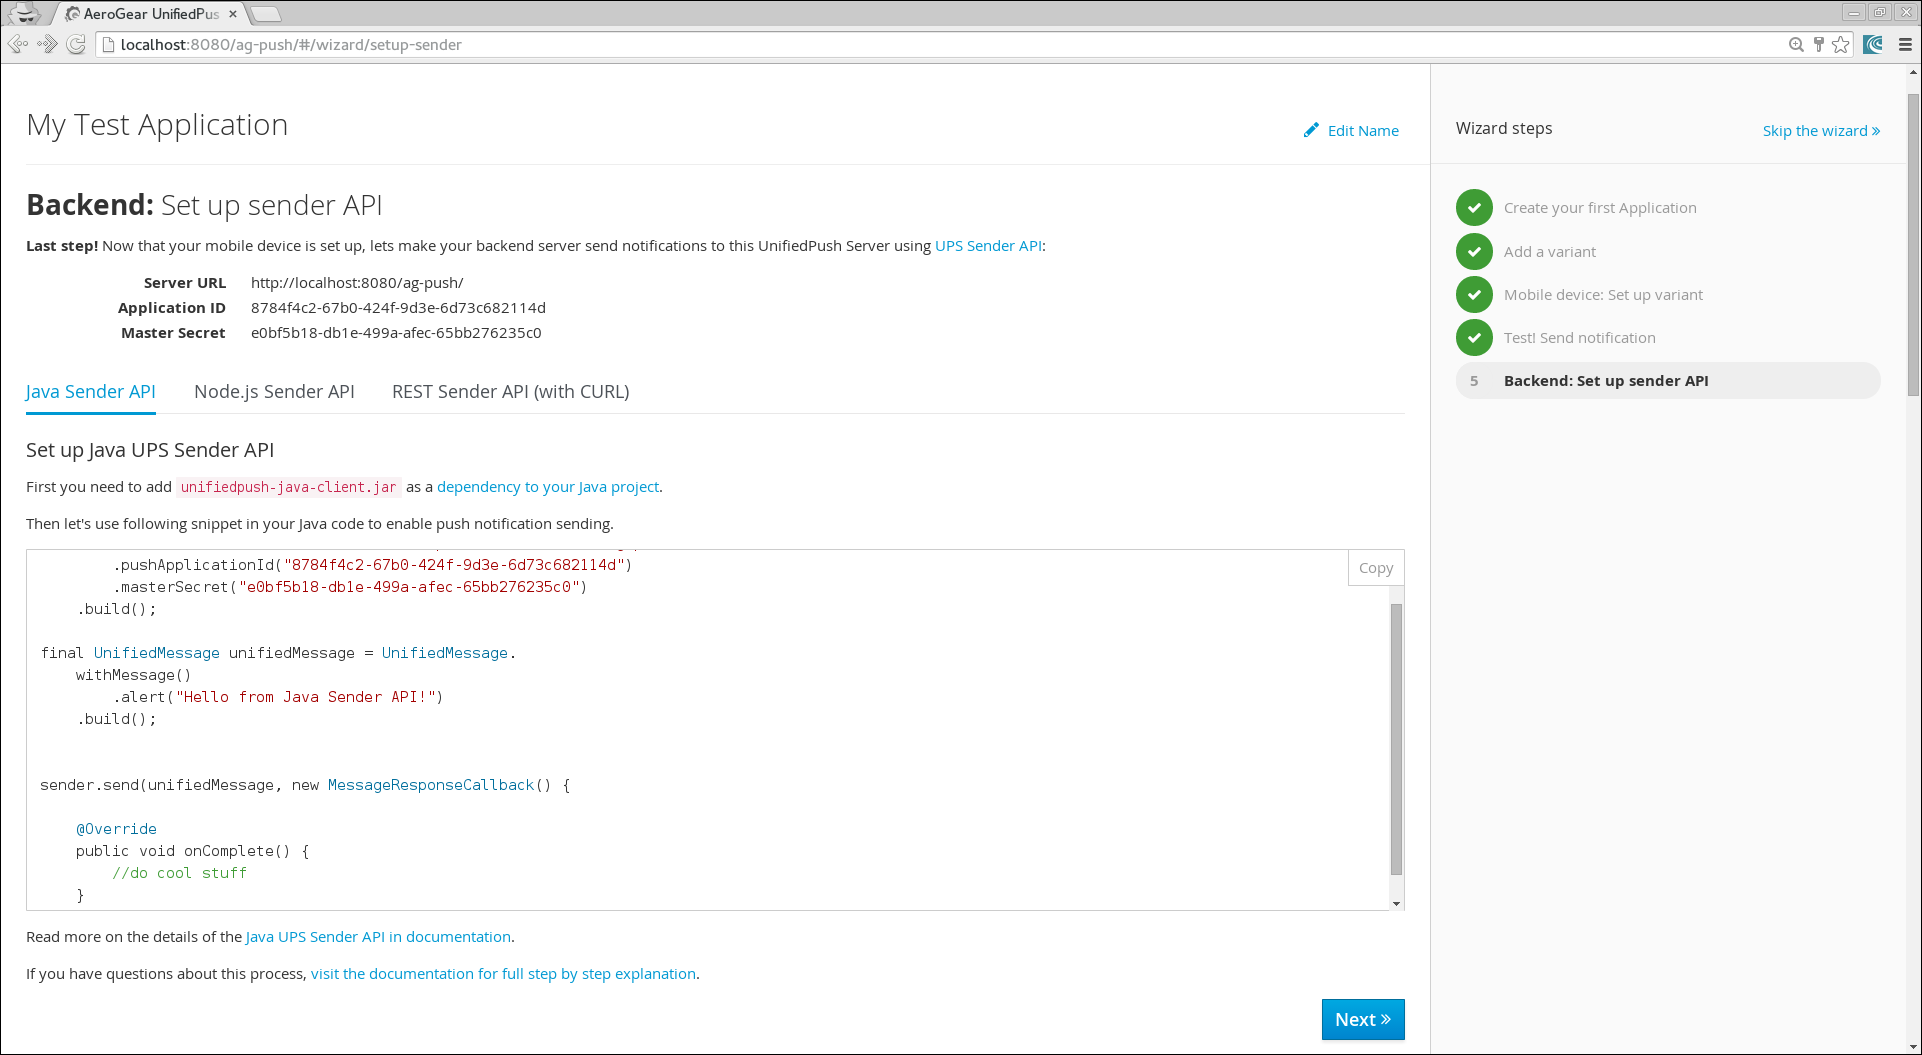 AeroGear UnifiedPus
localhost:8080/ag-push/#/wizard/setup-sender
My Test Application
Edit Name
Wizard steps
Skip the wizard »
Backend: Set up sender API
Last step! Now that your mobile device is set up, lets make your backend server send notifications to this UnifiedPush Server using UPS Sender API:
Server URL http://localhost:8080/ag-push/
Application ID 8784f4c2-67b0-424f-9d3e-6d73c682114d
Master Secret e0bf5b18-db1e-499a-afec-65bb276235c0
Create your first Application
Add a variant
Mobile device: Set up variant
Test! Send notification
5 Backend: Set up sender API
Java Sender API Node.js Sender API REST Sender API (with CURL)
Set up Java UPS Sender API
First you need to add unifiedpush-java-client.jar as a dependency to your Java project.
Then let's use following snippet in your Java code to enable push notification sending.
Copy
.pushApplicationId("8784f4c2-67b0-424f-9d3e-6d73c682114d")
.masterSecret("e0bf5b18-db1e-499a-afec-65bb276235c0")
.build();
final UnifiedMessage unifiedMessage = UnifiedMessage.
withMessage()
.alert("Hello from Java Sender API!")
.build();
sender.send(unifiedMessage, new MessageResponseCallback() {
@Override
public void onComplete() {
//do cool stuff
}
Read more on the details of the Java UPS Sender API in documentation.
If you have questions about this process, visit the documentation for full step by step explanation.
Next »